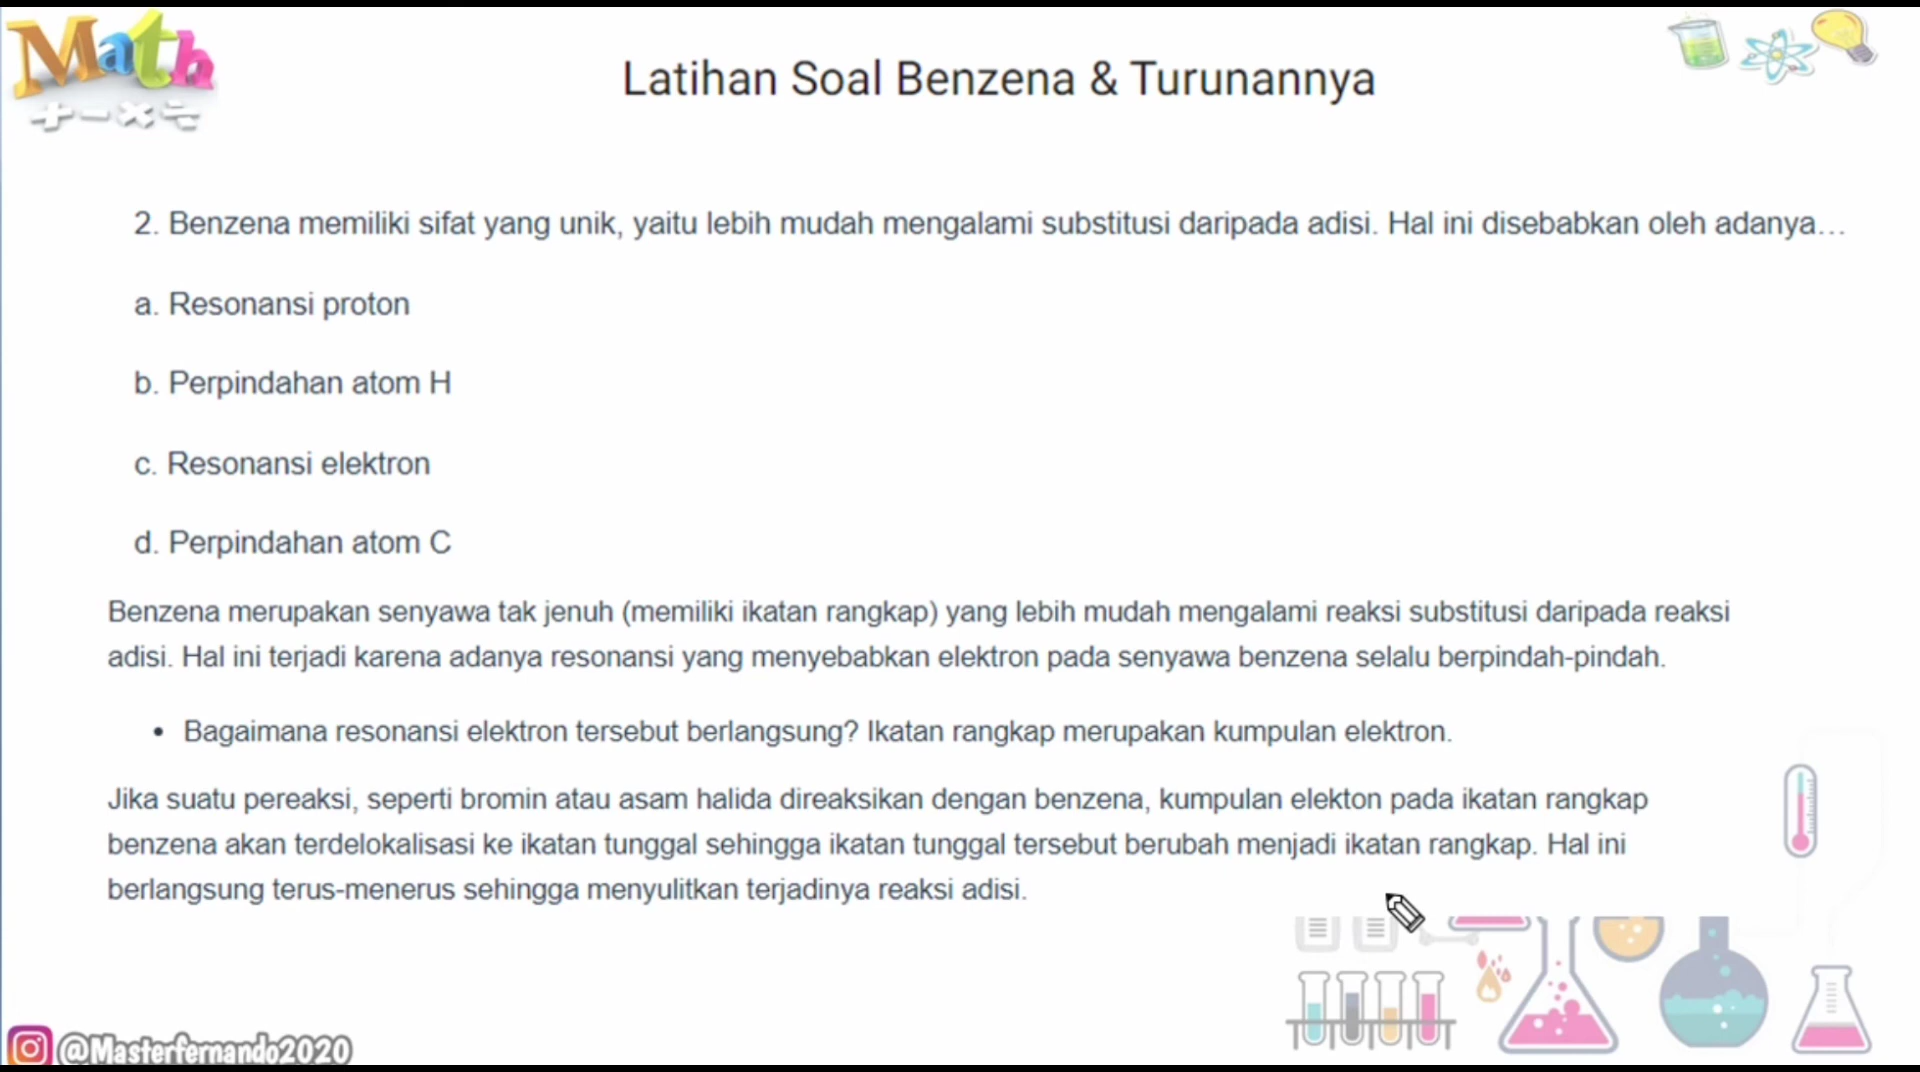 Math
Latihan Soal Benzena & Turunannya
2. Benzena memiliki sifat yang unik, yaitu lebih mudah mengalami substitusi daripada adisi. Hal ini disebabkan oleh adanya...
a. Resonansi proton
b. Perpindahan atom H
c. Resonansi elektron
d. Perpindahan atom C
Benzena merupakan senyawa tak jenuh (memiliki ikatan rangkap) yang lebih mudah mengalami reaksi substitusi daripada reaksi
adisi. Hal ini terjadi karena adanya resonansi yang menyebabkan elektron pada senyawa benzena selalu berpindah-pindah.
• Bagaimana resonansi elektron tersebut berlangsung? Ikatan rangkap merupakan kumpulan elektron.
Jika suatu pereaksi, seperti bromin atau asam halida direaksikan dengan benzena, kumpulan elekton pada ikatan rangkap
benzena akan terdelokalisasi ke ikatan tunggal sehingga ikatan tunggal tersebut berubah menjadi ikatan rangkap. Hal ini
berlangsung terus-menerus sehingga menyulitkan terjadinya reaksi adisi.
@Masterfernando2020